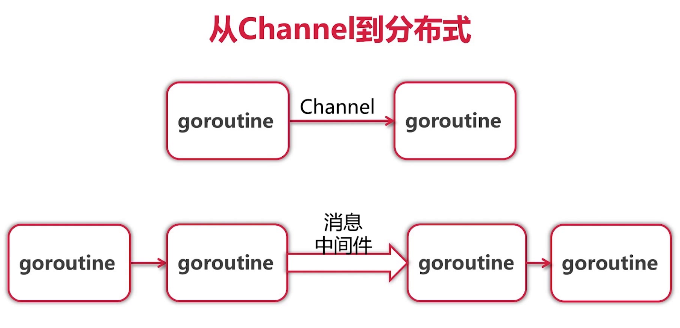 从Channel到分布式
Channel
goroutine
goroutine
消息
中间件
goroutine
goroutine
goroutine
goroutine